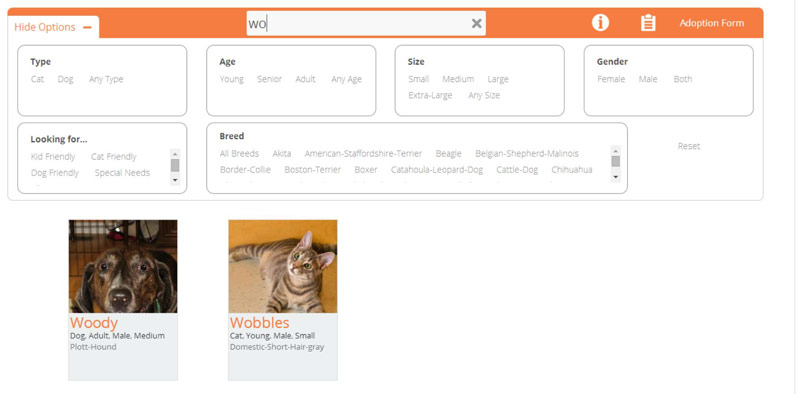 Hide Options
wo
Adoption Form
Type
Cat Dog Any Type
Age
Young Senior Adult Any Age
Size
Small Medium Large
Extra-Large Any Size
Gender
Female Male Both
Looking for...
Kid Friendly Cat Friendly
Dog Friendly Special Needs
Breed
All Breeds Akita American-Staffordshire-Terrier Beagle Belgian-Shepherd-Malinois
Border-Collie Boston-Terrier Boxer Catahoula-Leopard-Dog Cattle-Dog Chihuahua
Reset
Woody
Dog, Adult, Male, Medium
Plott-Hound
Wobbles
Cat, Young, Male, Small
Domestic-Short-Hair-gray